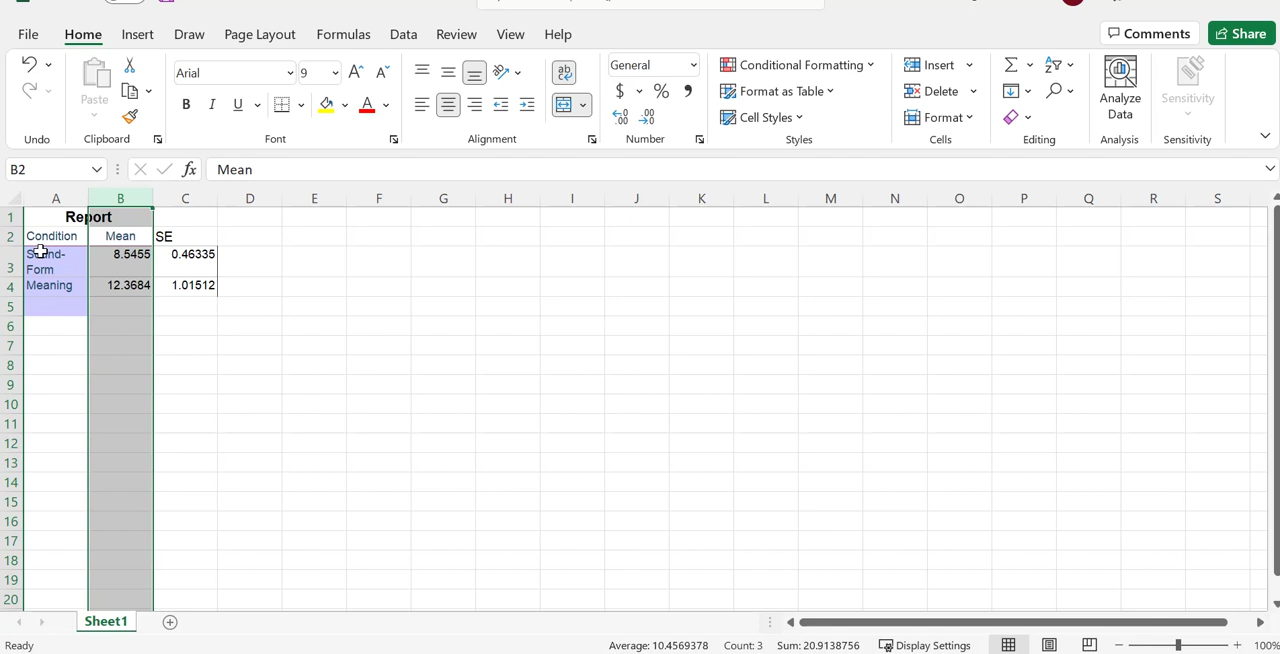 File Home Insert Draw Page Layout Formulas Data Review View Help Comments Share
Arial 9 General Conditional Formatting Insert
Paste B I U A $ % Format as Table Delete Analyze Data Sensitivity
Cell Styles Format
Undo Clipboard Font Alignment Number Styles Cells Editing Analysis Sensitivity
B2 fx Mean
A B C D E F G H I J K L M N O P Q R S
1 Report
2 Condition Mean SE
3 Form 8.5455 0.46335
4 Meaning 12.3684 1.01512
5
6
7
8
9
10
11
12
13
14
15
16
17
18
19
20
Sheet1
Ready Average: 10.4569378 Count: 3 Sum: 20.9138756 Display Settings 100%